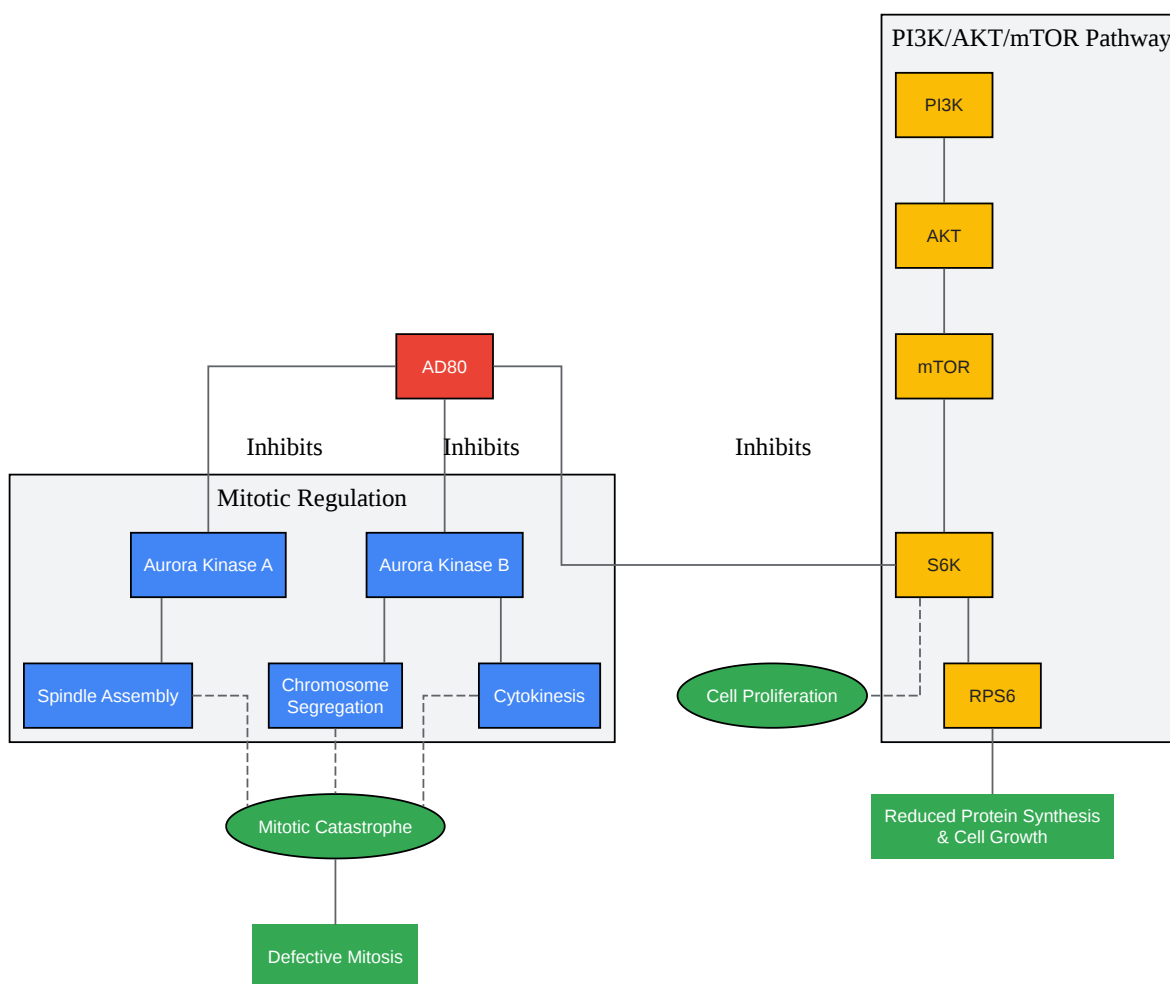 PI3K/AKT/mTOR Pathway
PI3K
AKT
AD80
mTOR
Inhibits
Inhibits
Inhibits
Mitotic Regulation
Aurora Kinase A
Aurora Kinase B
S6K
Spindle Assembly
Chromosome
Segregation
Cytokinesis
Cell Proliferation
RPS6
Mitotic Catastrophe
Reduced Protein Synthesis
& Cell Growth
Defective Mitosis